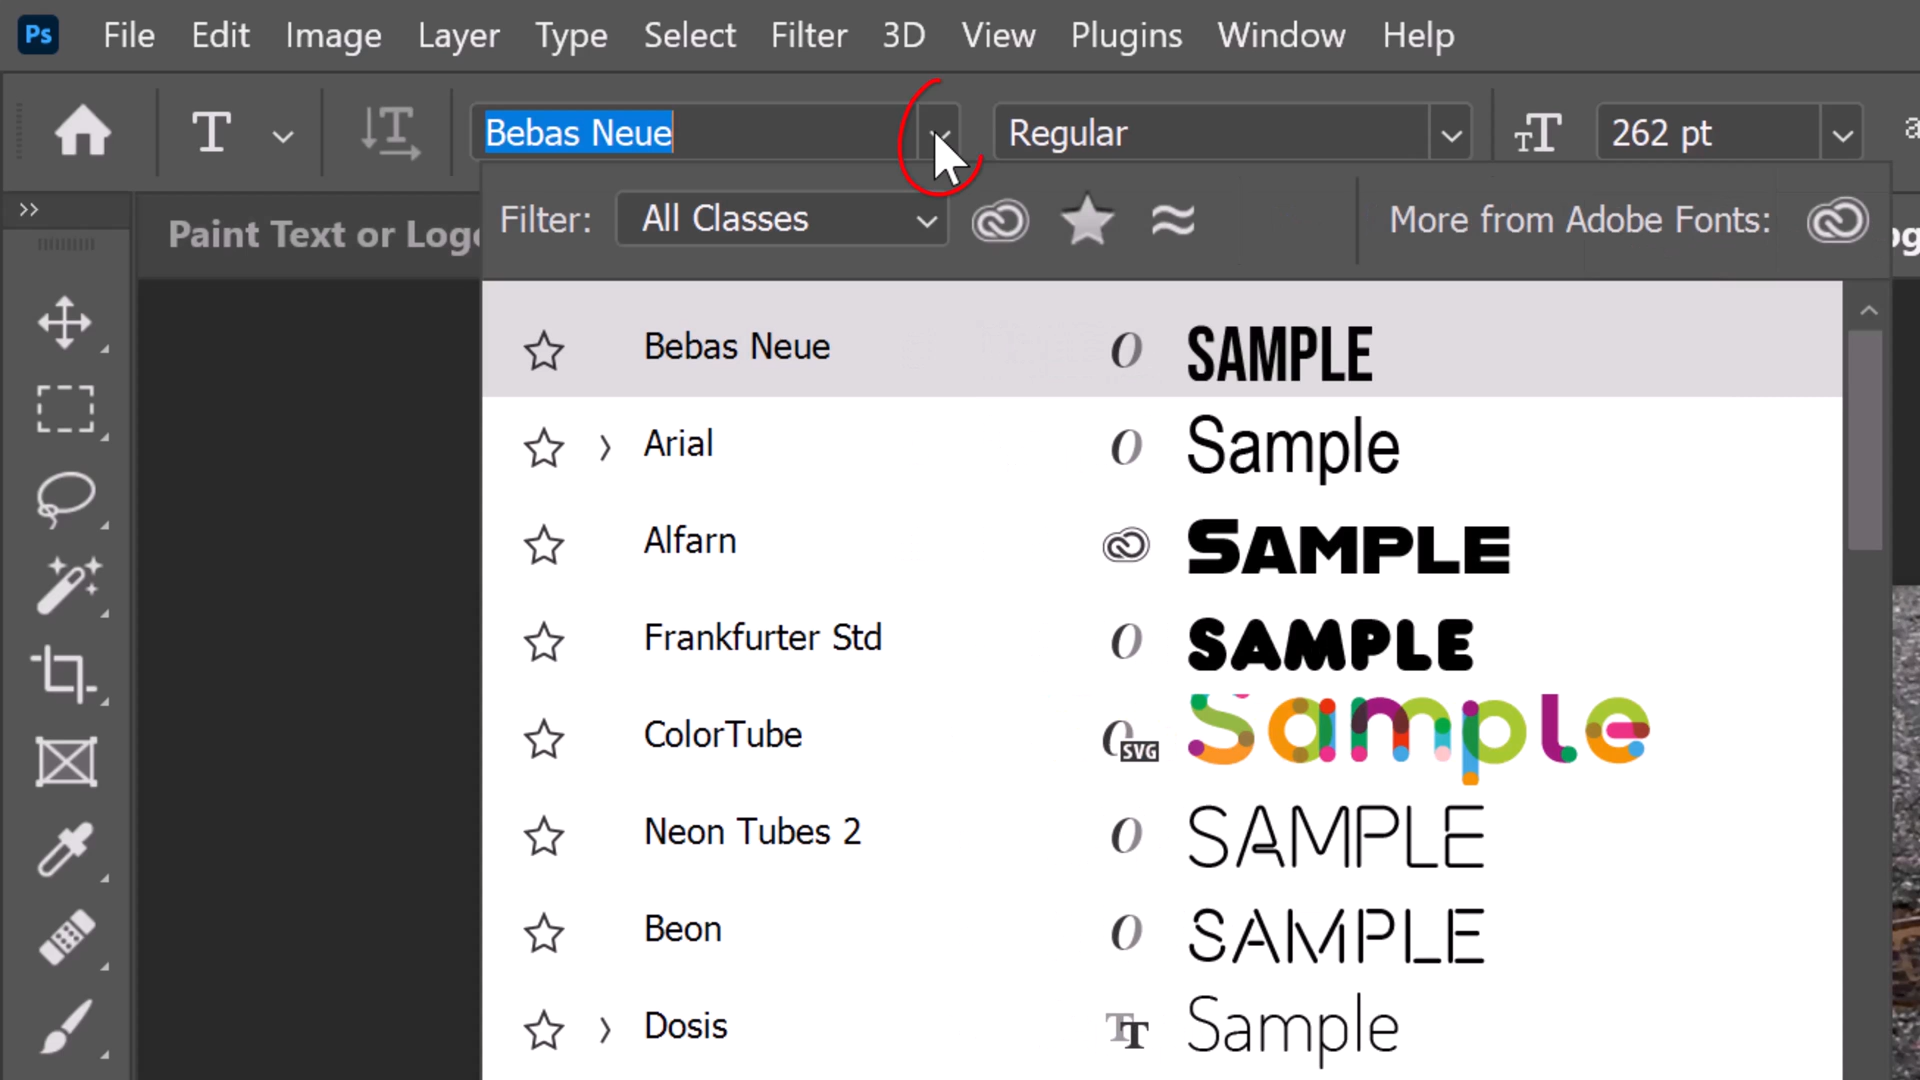 Ps File Edit Image Layer Type Select Filter 3D View Plugins Window Help
Bebas Neue Regular 262 pt
Filter: All Classes More from Adobe Fonts:
Paint Text or Logo
Bebas Neue SAMPLE
Arial Sample
Alfarn SAMPLE
Frankfurter Std SAMPLE
ColorTube SVG Sample
Neon Tubes 2 SAMPLE
Beon SAMPLE
Dosis Sample